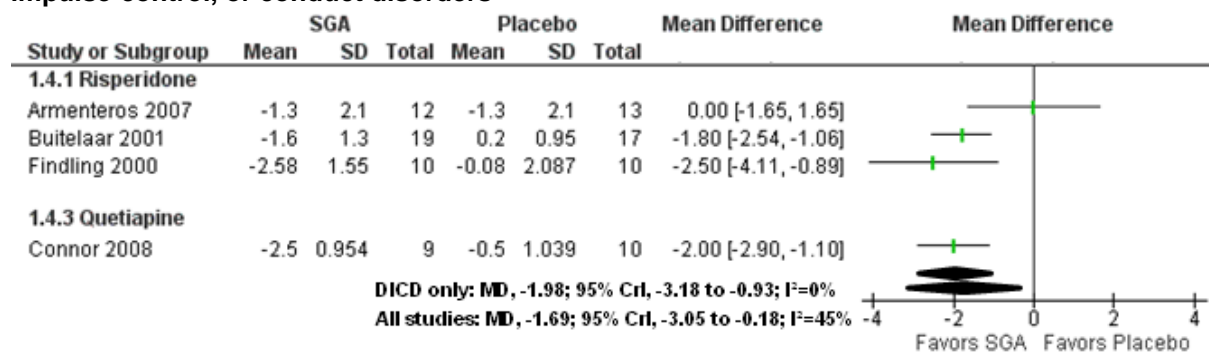 impulse control, or conduct disorders
SGA Placebo Mean Difference Mean Difference
Study or Subgroup Mean SD Total Mean SD Total
1.4.1 Risperidone
Armenteros 2007 -1.3 2.1 12 -1.3 2.1 13 0.00 [-1.65, 1.65]
Buitelaar 2001 -1.6 1.3 19 0.2 0.95 17 -1.80 [-2.54, -1.06]
Findling 2000 -2.58 1.55 10 -0.08 2.087 10 -2.50 [-4.11, -0.89]
1.4.3 Quetiapine
Connor 2008 -2.5 0.954 9 -0.5 1.039 10 -2.00 [-2.90, -1.10]
DICD only: MD, -1.98; 95% CrI, -3.18 to -0.93; I²=0%
All studies: MD, -1.69; 95% CrI, -3.05 to -0.18; I²=45%
-4 -2 0 2 4
Favors SGA Favors Placebo